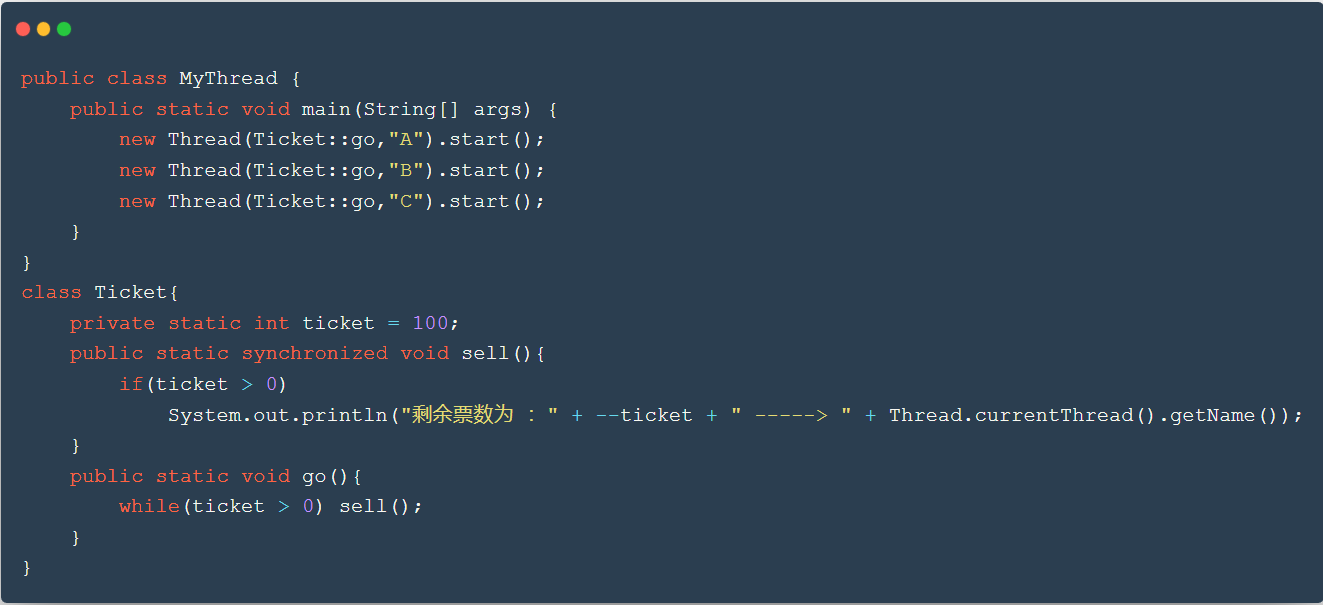 public class MyThread {
    public static void main(String[] args) {
        new Thread(Ticket::go,"A").start();
        new Thread(Ticket::go,"B").start();
        new Thread(Ticket::go,"C").start();
    }
}
class Ticket{
    private static int ticket = 100;
    public static synchronized void sell(){
        if(ticket > 0)
            System.out.println("剩余票数为 : " + --ticket + " -----> " + Thread.currentThread().getName());
    }
    public static void go(){
        while(ticket > 0) sell();
    }
}